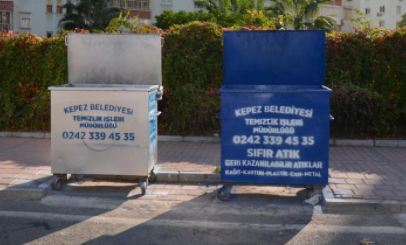 KEPEZ BELEDİYESİ
TEMİZLİK İŞLERİ
MÜDÜRLÜĞÜ
0242 339 45 35
KEPEZ BELEDİYESİ
TEMİZLİK İŞLERİ
MÜDÜRLÜĞÜ
0242 339 45 35
SIFIR ATIK
GERİ KAZANILABİLİR ATIKLAR
KAĞIT-KARTON-PLASTİK-CAM-METAL